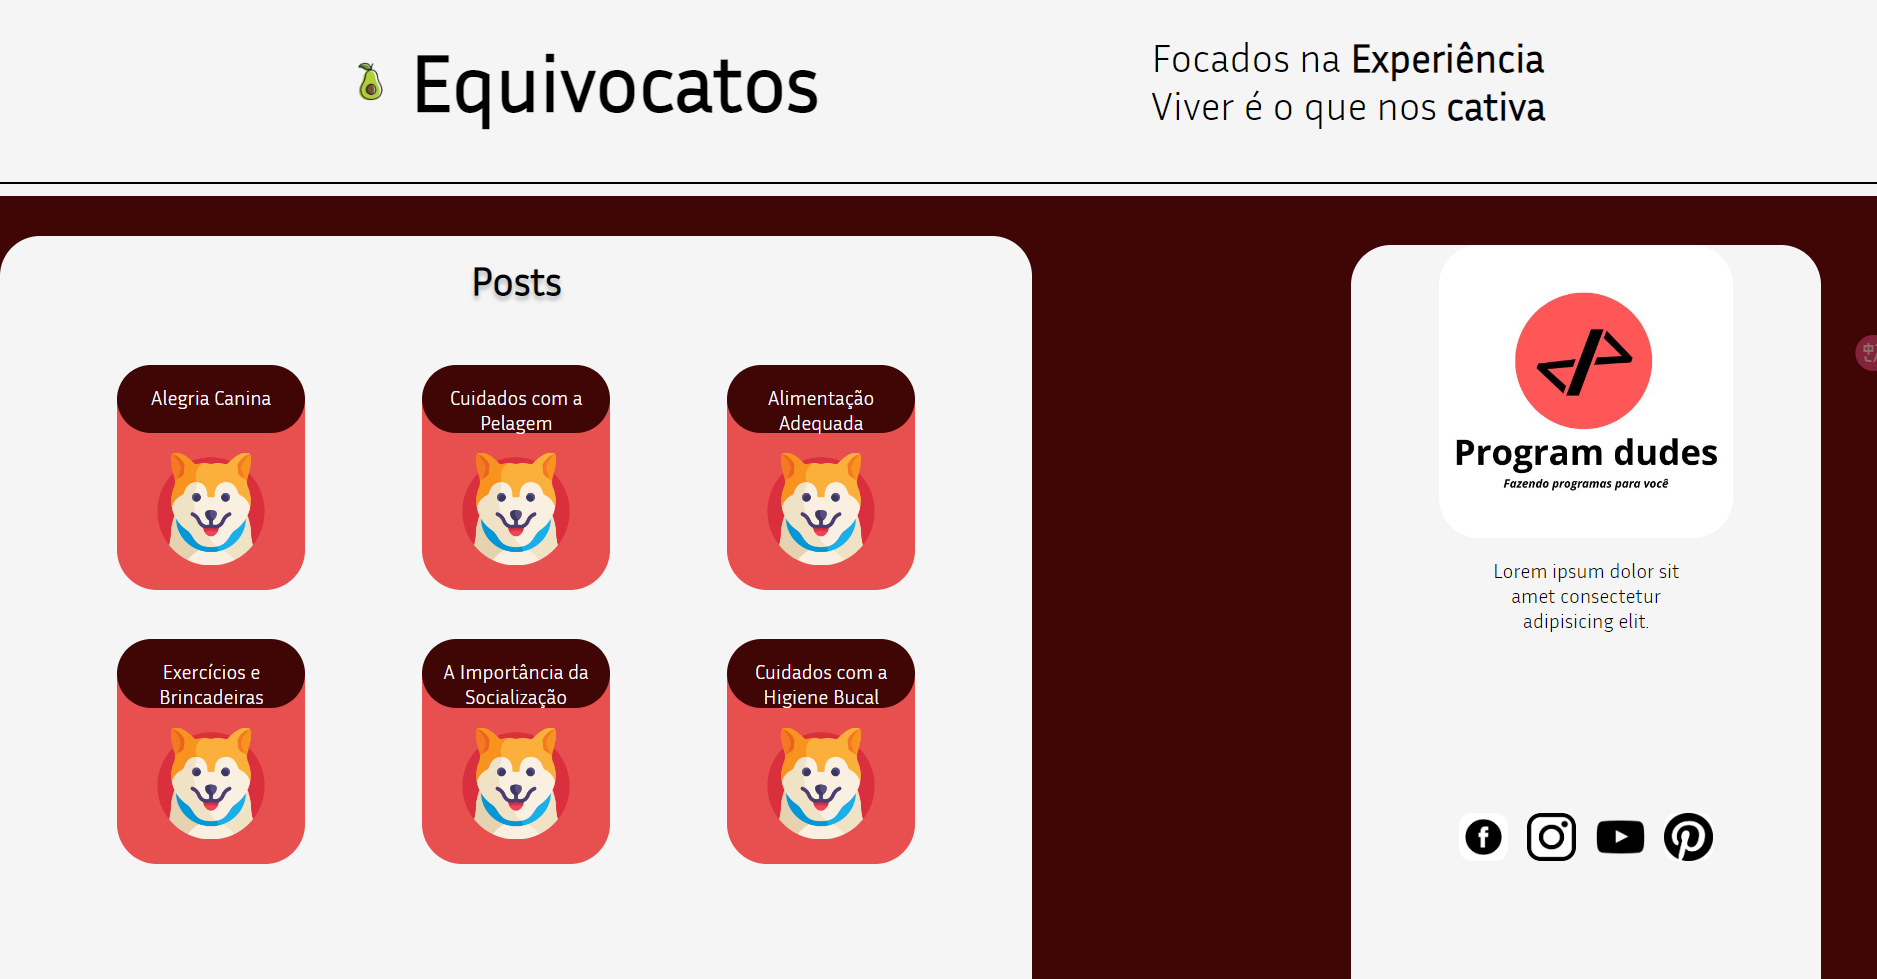 Equivocatos
Focados na Experiência
Viver é o que nos cativa
Posts
Alegria Canina
Cuidados com a
Pelagem
Alimentação
Adequada
Exercícios e
Brincadeiras
A Importância da
Socialização
Cuidados com a
Higiene Bucal
Program dudes
Fazendo programas para você
Lorem ipsum dolor sit
amet consectetur
adipisicing elit.